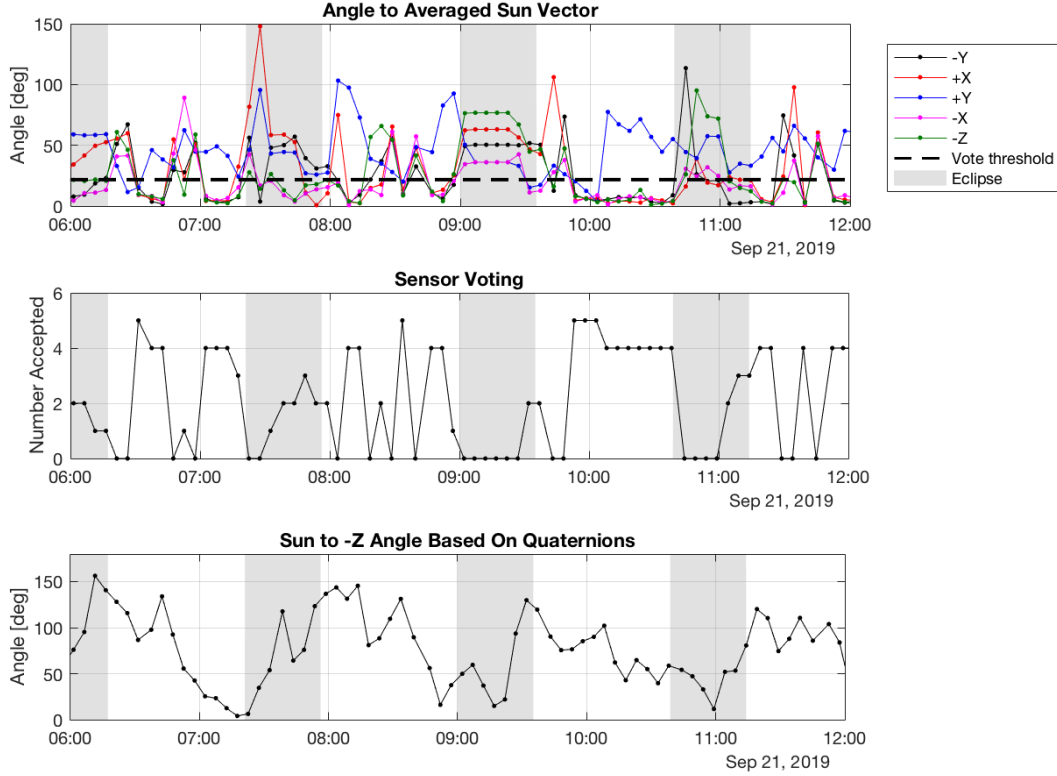 Angle to Averaged Sun Vector
Angle [deg]
150
100
50
0
06:00 07:00 08:00 09:00 10:00 11:00 12:00
Sep 21, 2019
-Y
+X
+Y
-X
-Z
Vote threshold
Eclipse
Sensor Voting
Number Accepted
6
4
2
0
06:00 07:00 08:00 09:00 10:00 11:00 12:00
Sep 21, 2019
Sun to -Z Angle Based On Quaternions
Angle [deg]
150
100
50
0
06:00 07:00 08:00 09:00 10:00 11:00 12:00
Sep 21, 2019